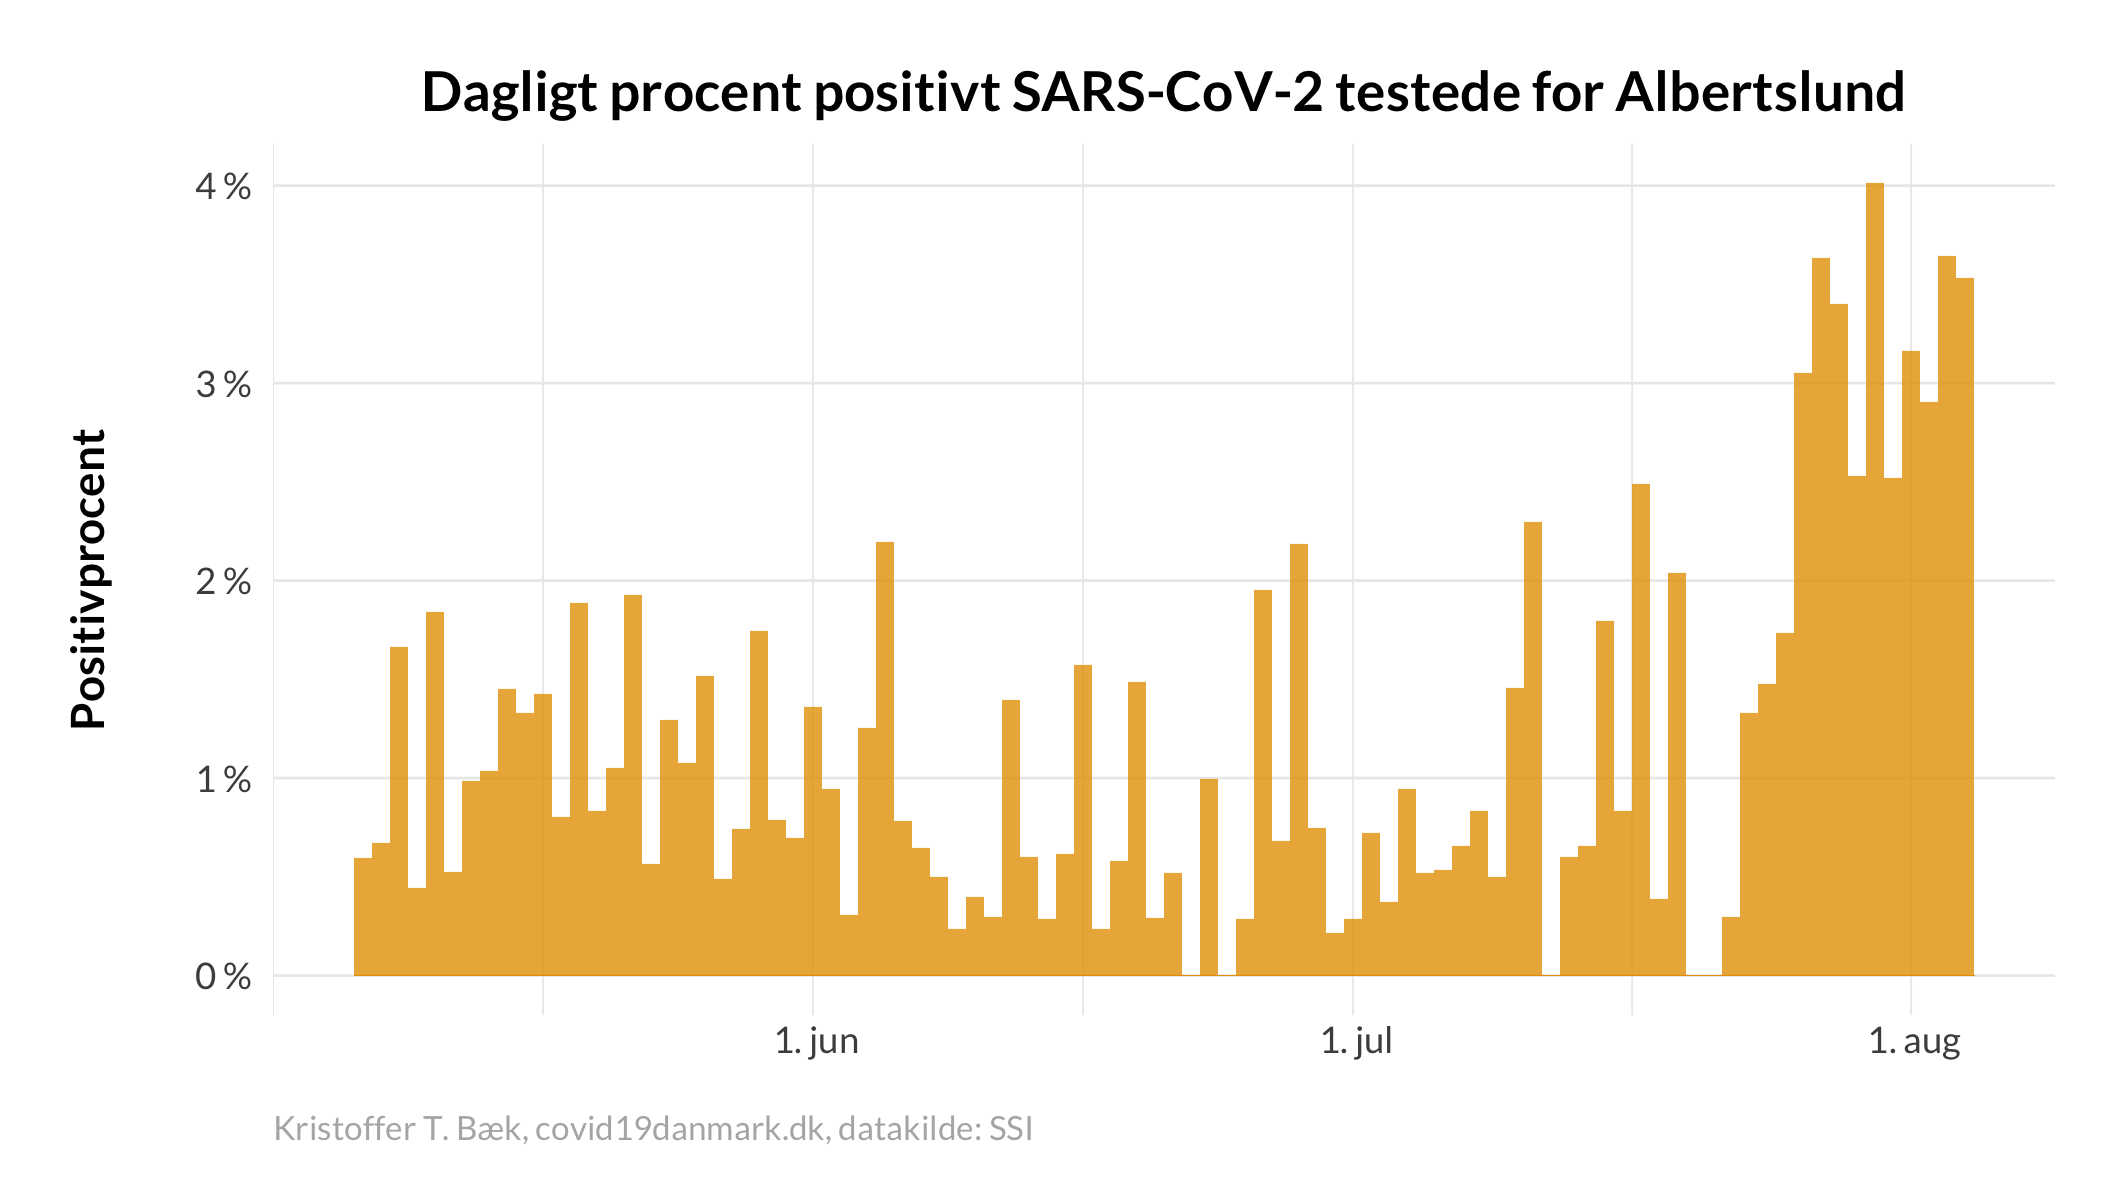 Dagligt procent positivt SARS-CoV-2 testede for Albertslund
Positivprocent
4 %
3 %
2 %
1 %
0 %
1. jun
1. jul
1. aug
Kristoffer T. Bæk, covid19danmark.dk, datakilde: SSI